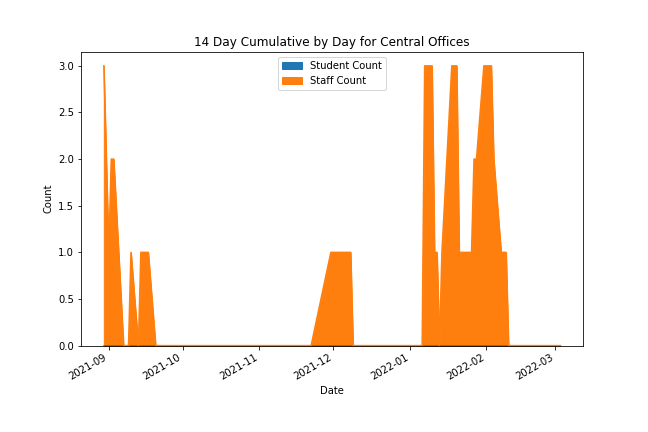 14 Day Cumulative by Day for Central Offices
Student Count
Staff Count
3.0
2.5
2.0
1.5
1.0
0.5
0.0
Count
2021-09
2021-10
2021-11
2021-12
2022-01
2022-02
2022-03
Date